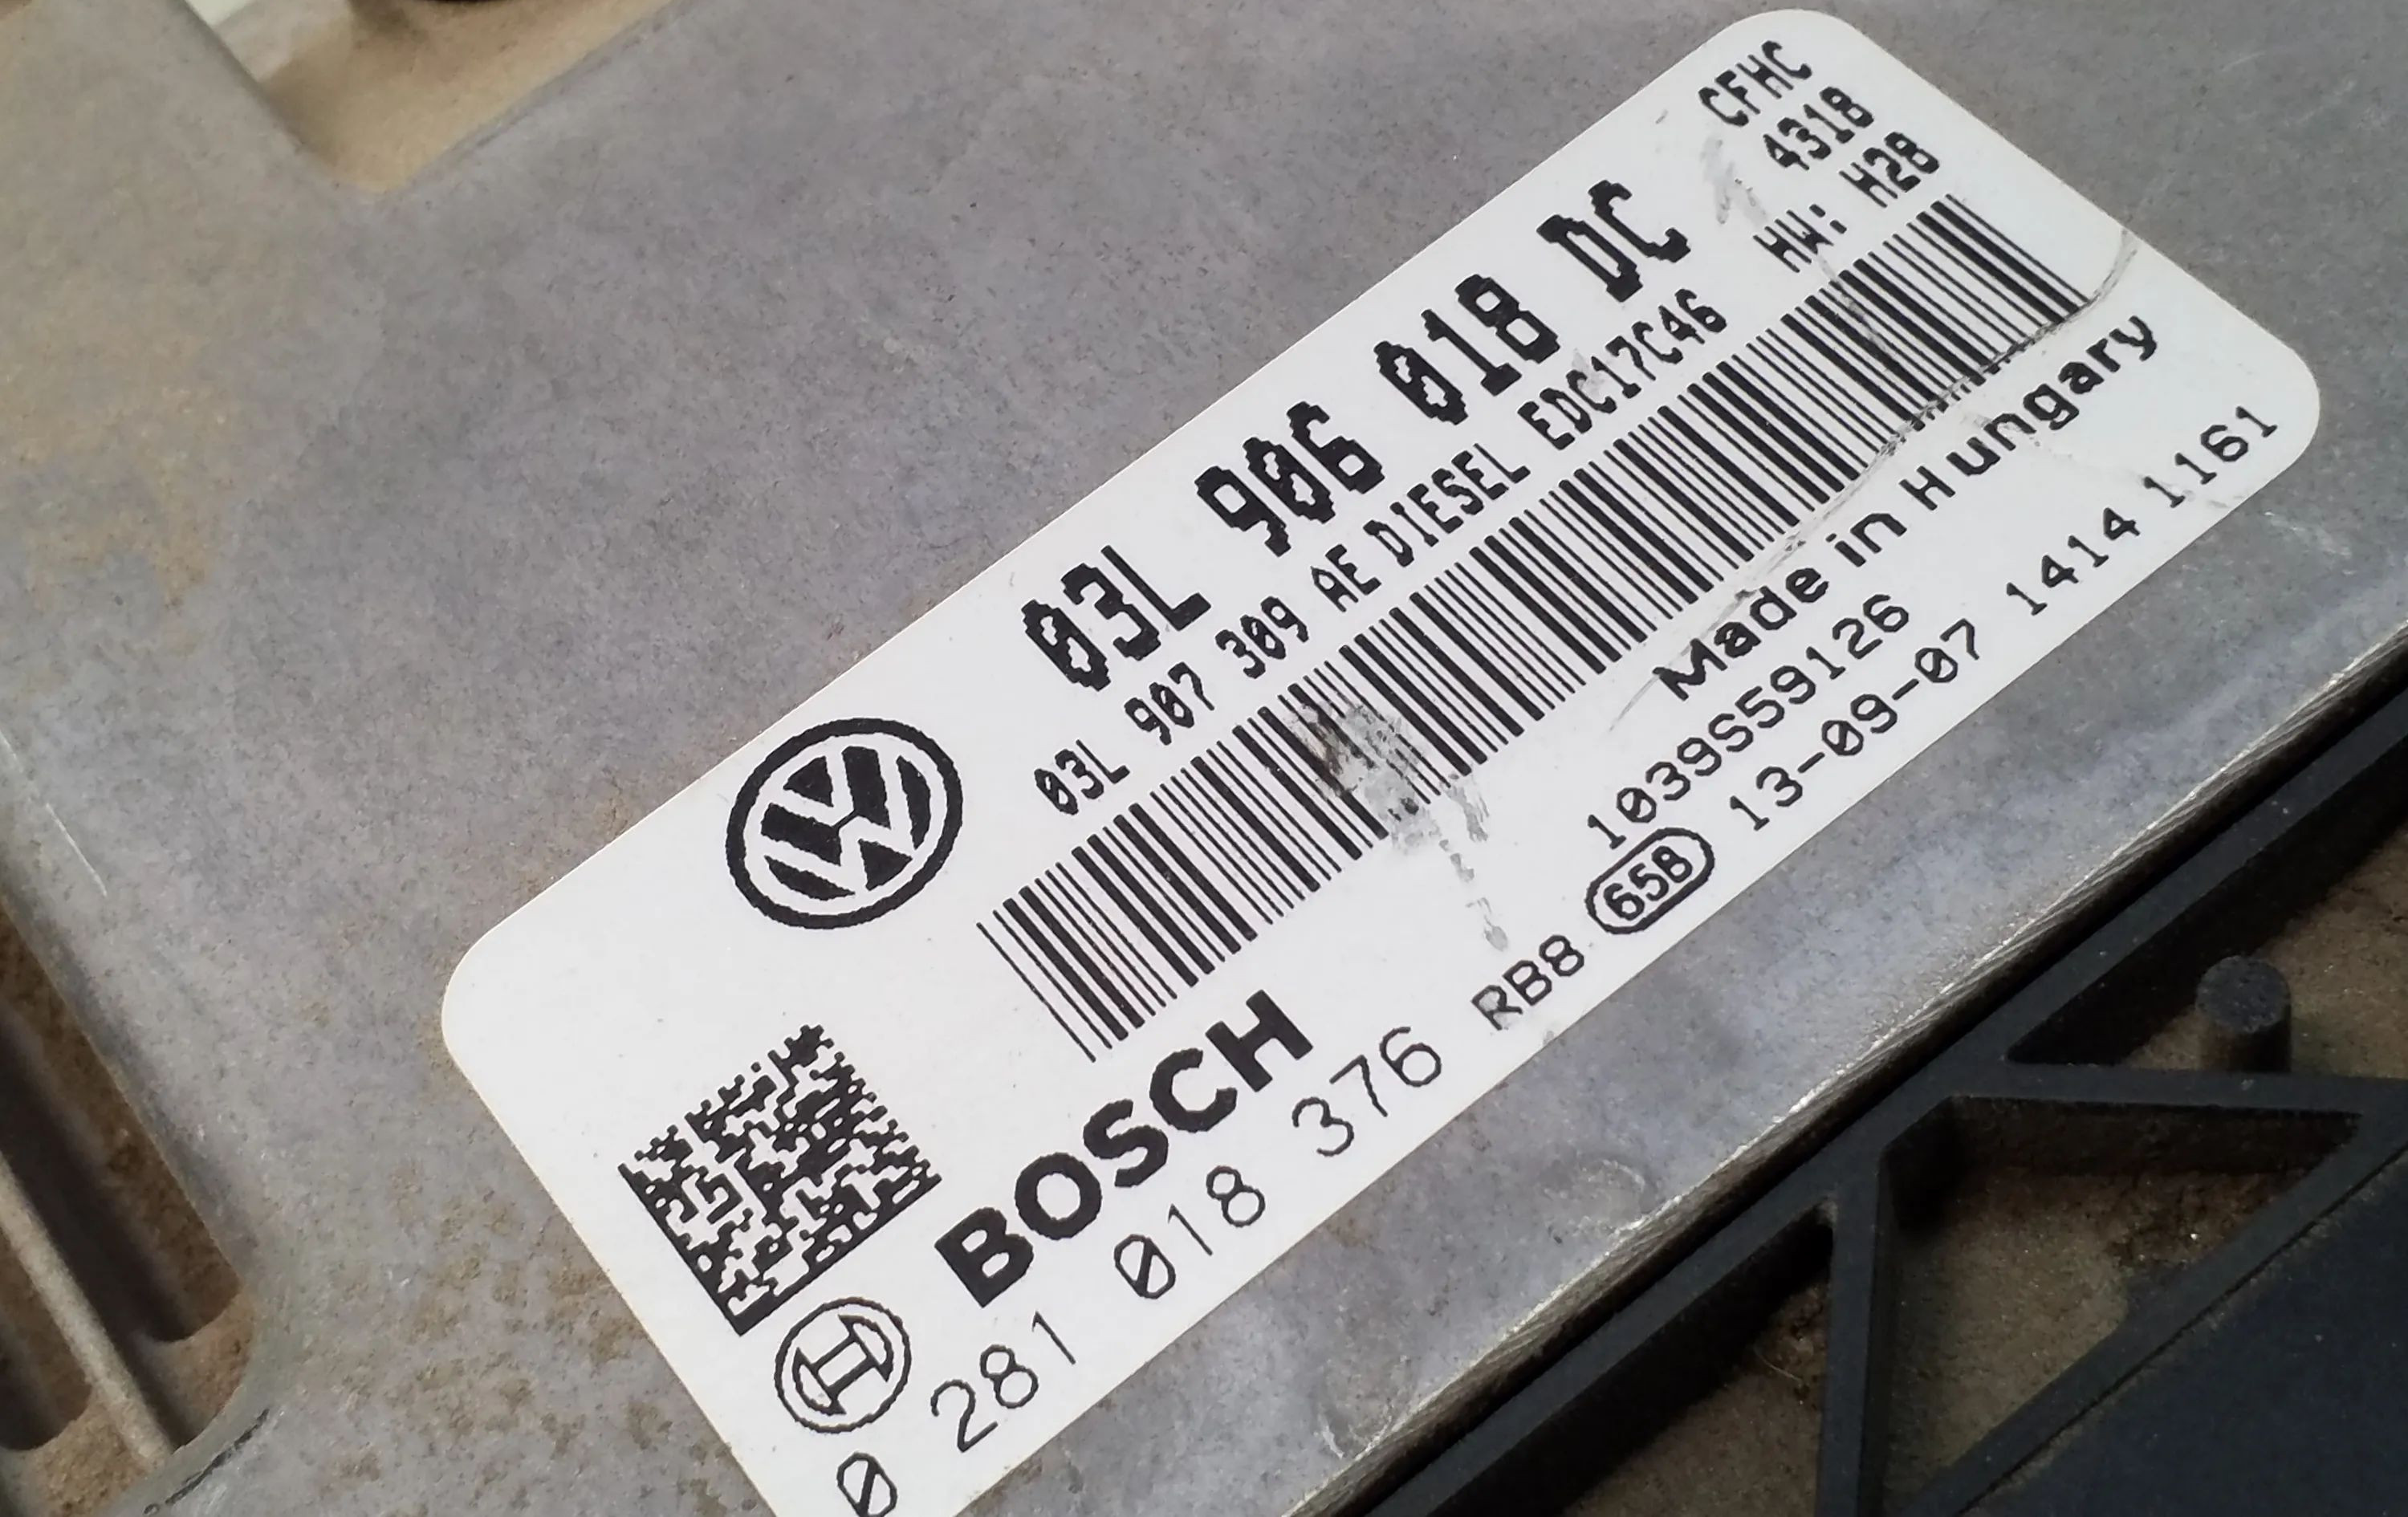 CFHC
4318
HW: H28
03L 906 018 DC
03L 907 309 AE DIESEL EDC17C46
Made in Hungary
1039S59126
BOSCH
0 281 018 376 RB8 65B 13-09-07 1414 1161